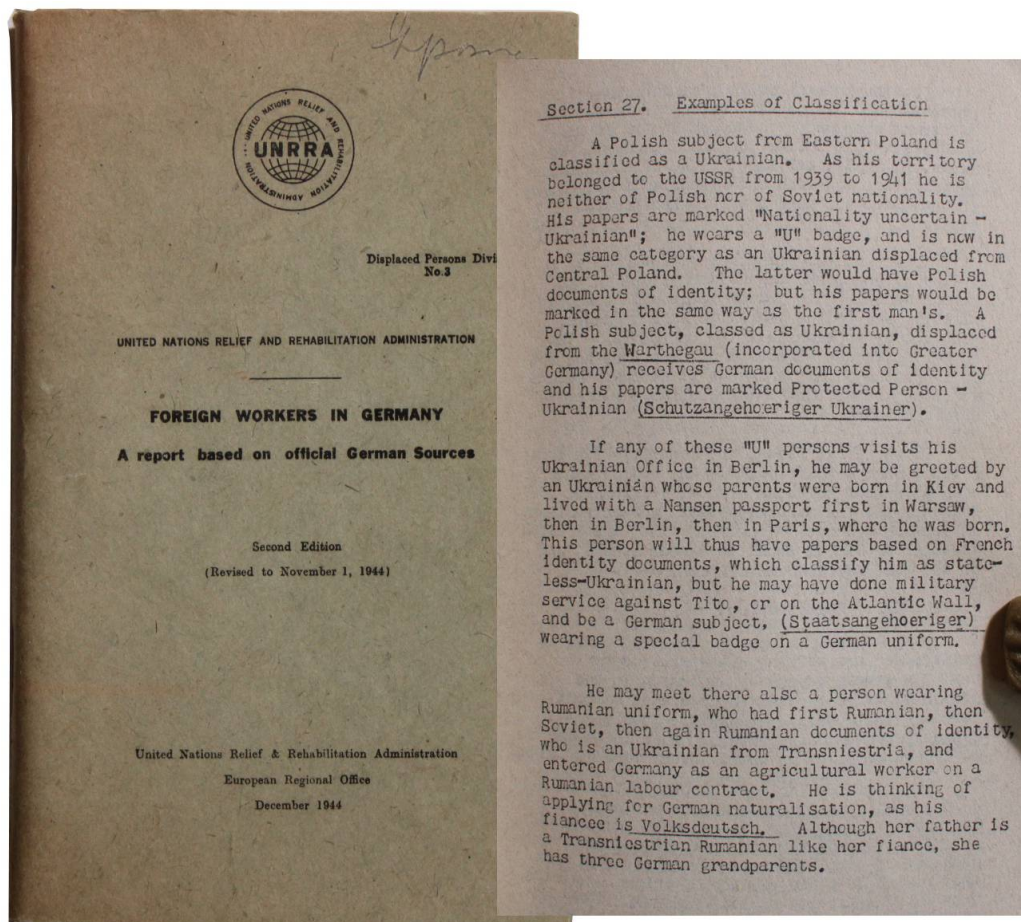 UNITED NATIONS RELIEF AND REHABILITATION ADMINISTRATION
UNRRA
Displaced Persons Divi
No.3
UNITED NATIONS RELIEF AND REHABILITATION ADMINISTRATION
FOREIGN WORKERS IN GERMANY
A report based on official German Sources
Second Edition
(Revised to November 1, 1944)
United Nations Relief & Rehabilitation Administration
European Regional Office
December 1944
Section 27. Examples of Classification
A Polish subject from Eastern Poland is
classified as a Ukrainian. As his territory
belonged to the USSR from 1939 to 1941 he is
neither of Polish nor of Soviet nationality.
His papers are marked "Nationality uncertain -
Ukrainian"; he wears a "U" badge, and is now in
the same category as an Ukrainian displaced from
Central Poland. The latter would have Polish
documents of identity; but his papers would be
marked in the same way as the first man's. A
Polish subject, classed as Ukrainian, displaced
from the Warthegau (incorporated into Greater
Germany) receives German documents of identity
and his papers are marked Protected Person -
Ukrainian (Schutzangehoeriger Ukrainer).
If any of these "U" persons visits his
Ukrainian Office in Berlin, he may be greeted by
an Ukrainian whose parents were born in Kiev and
lived with a Nansen passport first in Warsaw,
then in Berlin, then in Paris, where he was born.
This person will thus have papers based on French
identity documents, which classify him as state-
less-Ukrainian, but he may have done military
service against Tito, or on the Atlantic Wall,
and be a German subject, (Staatsangehoeriger)
wearing a special badge on a German uniform.
He may meet there also a person wearing
Rumanian uniform, who had first Rumanian, then
Soviet, then again Rumanian documents of identity,
who is an Ukrainian from Transniestria, and
entered Germany as an agricultural worker on a
Rumanian labour contract. He is thinking of
applying for German naturalisation, as his
fiancee is Volksdeutsch. Although her father is
a Transniestrian Rumanian like her fiance, she
has three German grandparents.